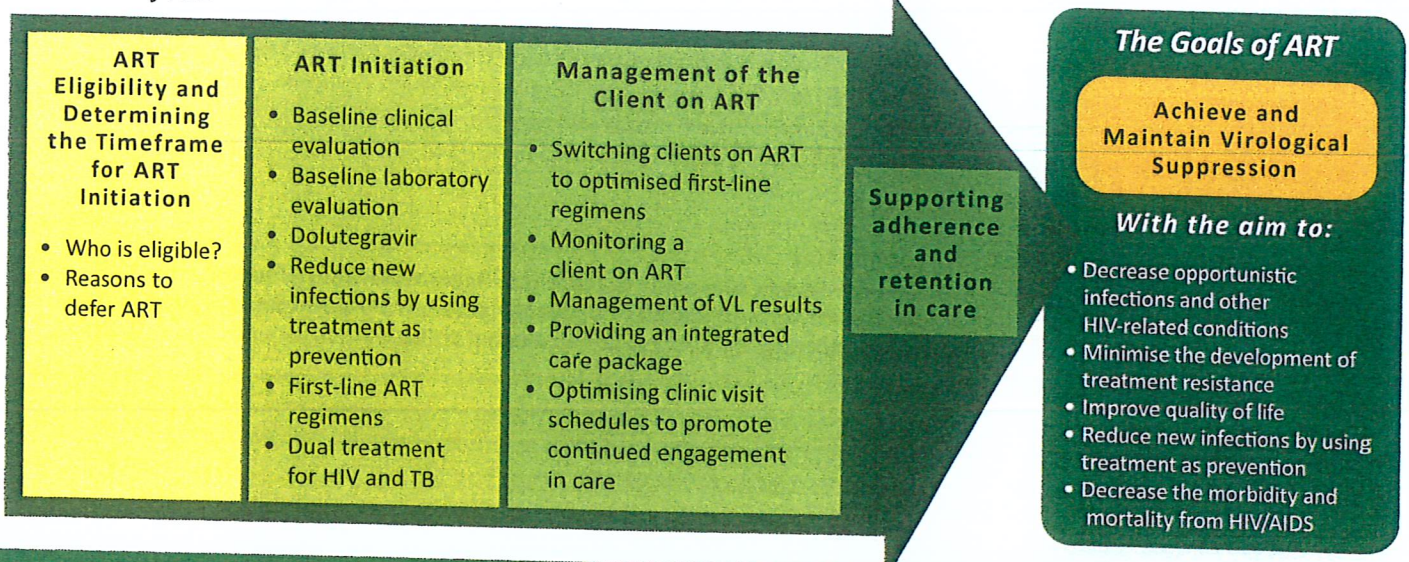 ART
Eligibility and
Determining
the Timeframe
for ART
Initiation
• Who is eligible?
• Reasons to
defer ART
ART Initiation
• Baseline clinical
evaluation
• Baseline laboratory
evaluation
• Dolutegravir
• Reduce new
infections by using
treatment as
prevention
• First-line ART
regimens
• Dual treatment
for HIV and TB
Management of the
Client on ART
• Switching clients on ART
to optimised first-line
regimens
• Monitoring a
client on ART
• Management of VL results
• Providing an integrated
care package
• Optimising clinic visit
schedules to promote
continued engagement
in care
Supporting
adherence
and
retention
in care
The Goals of ART
Achieve and
Maintain Virological
Suppression
With the aim to:
• Decrease opportunistic
infections and other
HIV-related conditions
• Minimise the development of
treatment resistance
• Improve quality of life
• Reduce new infections by using
treatment as prevention
• Decrease the morbidity and
mortality from HIV/AIDS